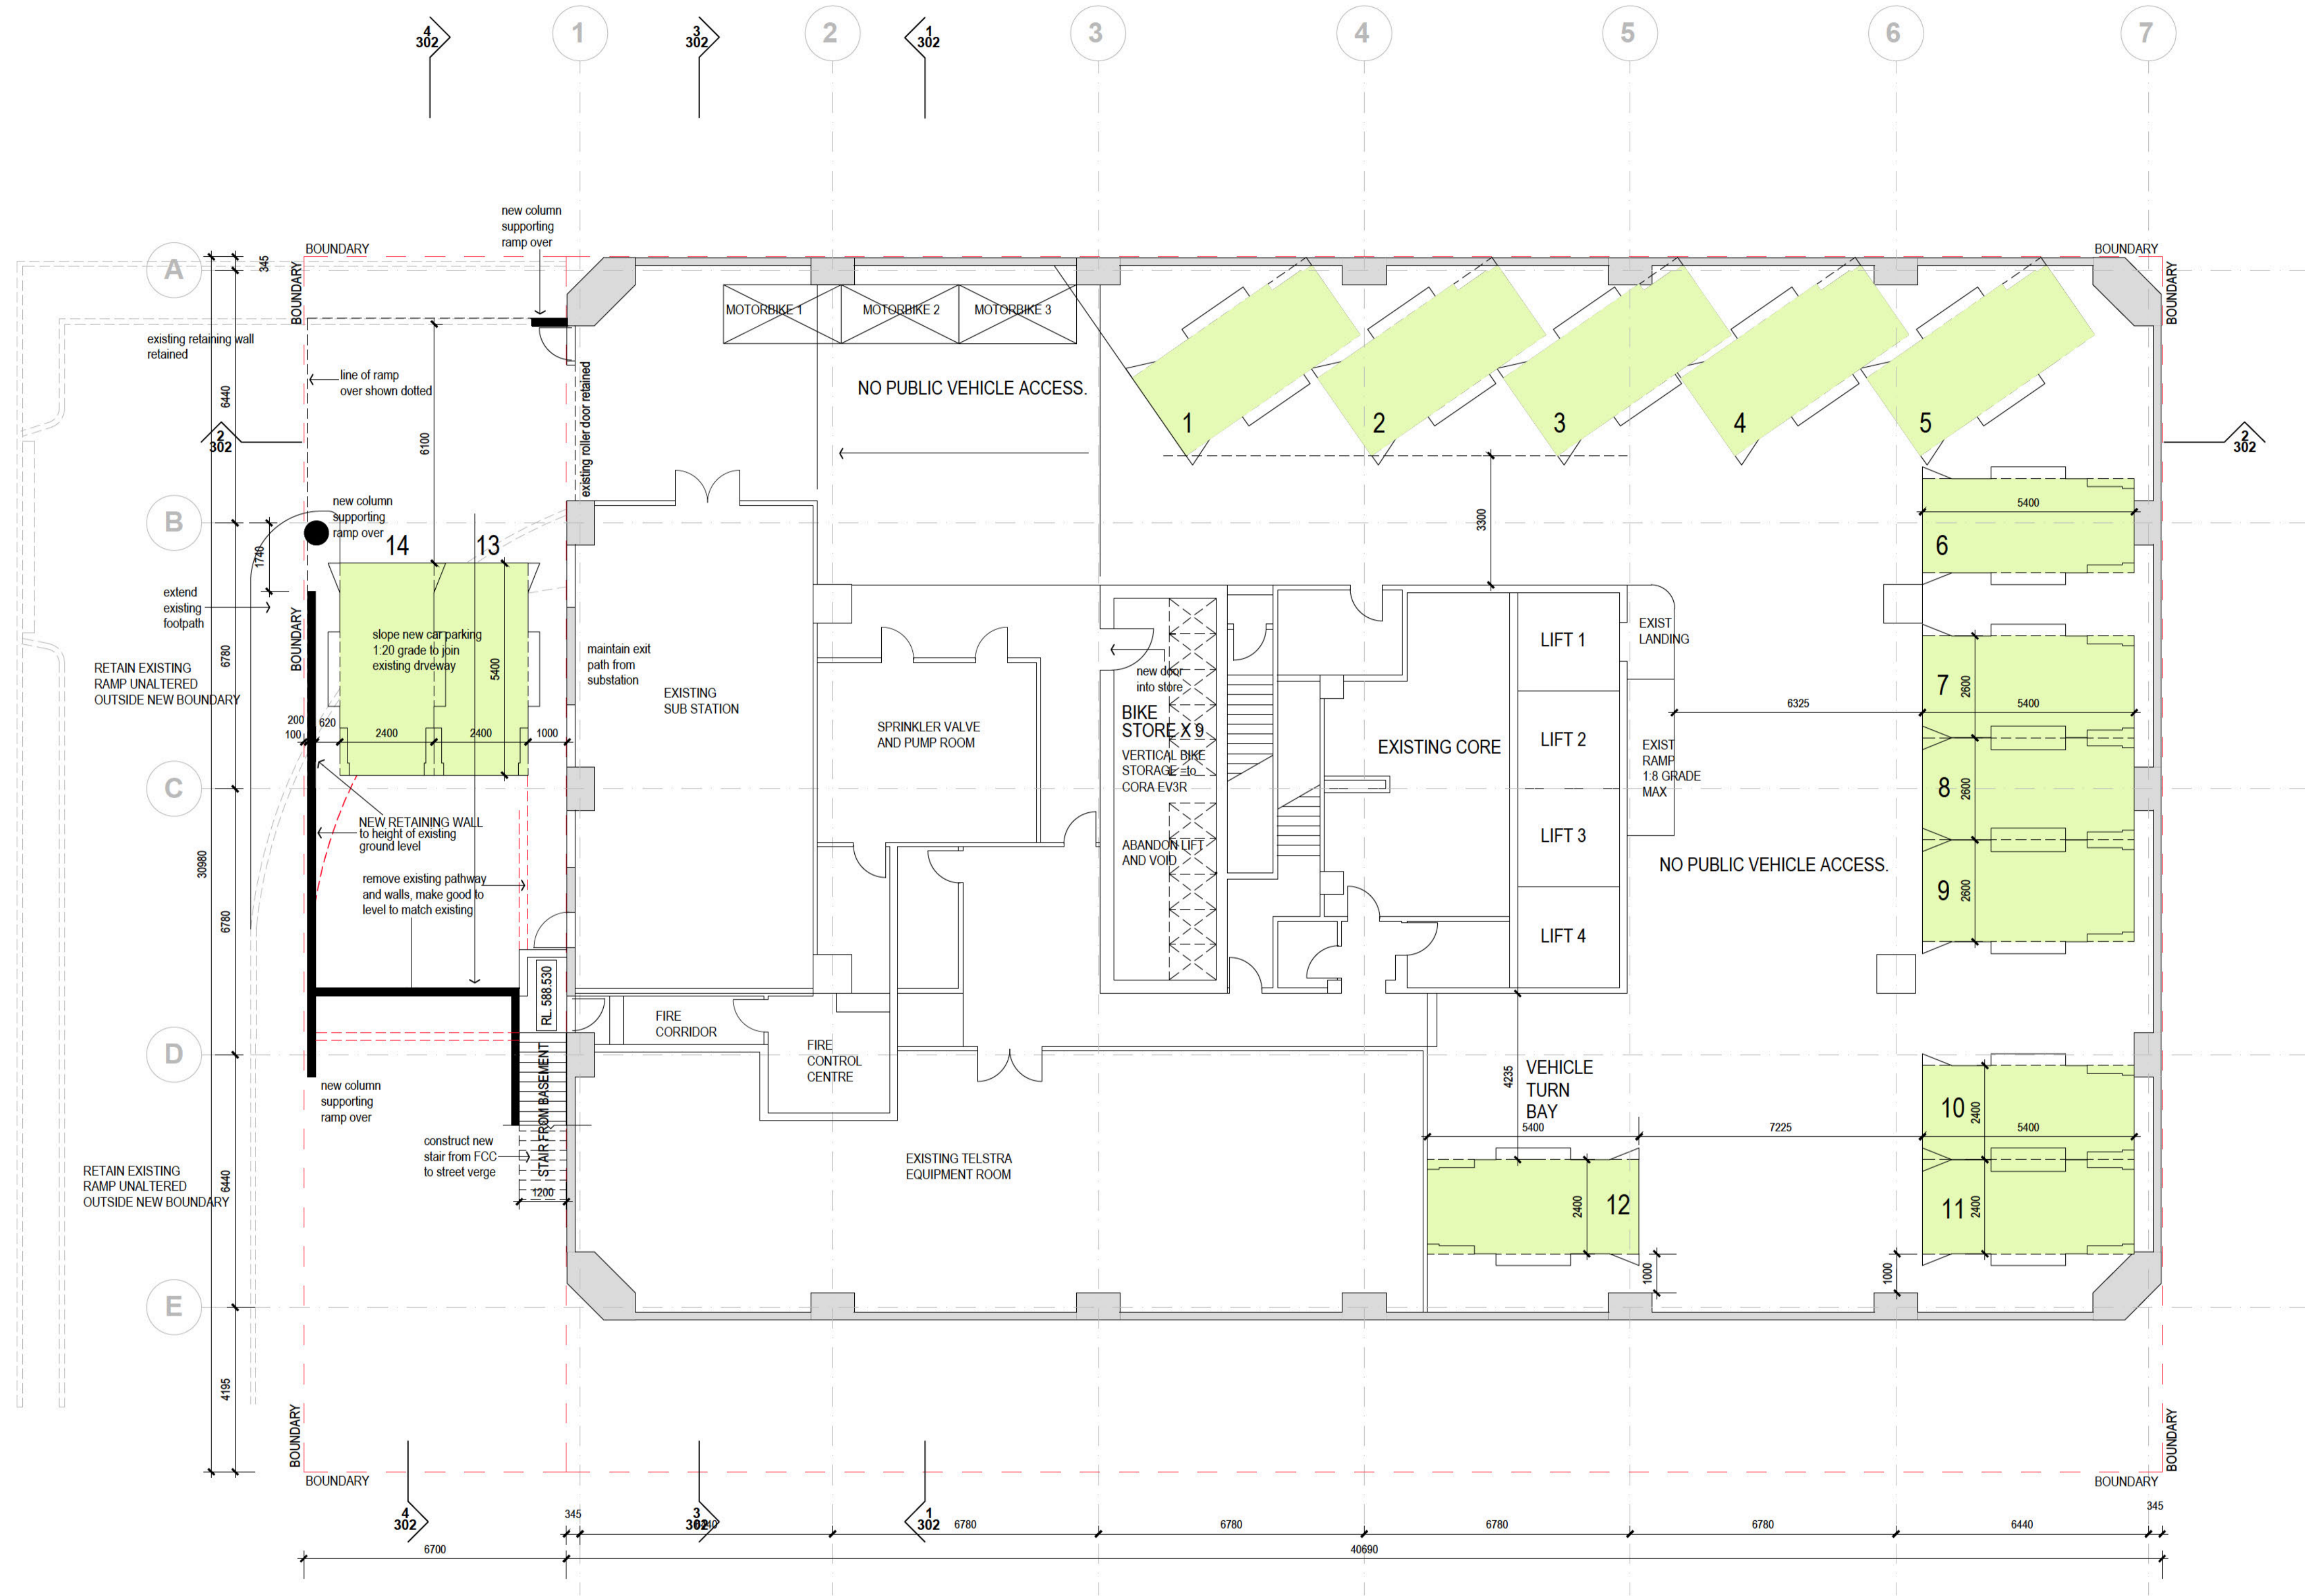 4
302
3
302
1
302
1
2
3
4
5
6
7
new column
supporting
ramp over
BOUNDARY
BOUNDARY
A
345
BOUNDARY
BOUNDARY
existing retaining wall
retained
MOTORBIKE 1
MOTORBIKE 2
MOTORBIKE 3
line of ramp
over shown dotted
existing roller door retained
NO PUBLIC VEHICLE ACCESS.
6440
6100
1
2
3
4
5
2
302
2
302
new column
supporting
ramp over
B
14
13
1740
3300
5400
6
extend
existing
footpath
BOUNDARY
slope new car parking
1:20 grade to join
existing drveway
5400
6780
maintain exit
path from
substation
RETAIN EXISTING
RAMP UNALTERED
OUTSIDE NEW BOUNDARY
EXISTING
SUB STATION
SPRINKLER VALVE
AND PUMP ROOM
new door
into store
BIKE
STORE X 9
VERTICAL BIKE
STORAGE =to
CORA EV3R
ABANDON LIFT
AND VOID
EXISTING CORE
LIFT 1
LIFT 2
LIFT 3
LIFT 4
EXIST
LANDING
EXIST
RAMP
1:8 GRADE
MAX
6325
5400
7
2600
8
2600
9
2600
200
100
620
2400
2400
1000
C
NEW RETAINING WALL
to height of existing
ground level
30980
NO PUBLIC VEHICLE ACCESS.
remove existing pathway
and walls, make good to
level to match existing
6780
RL. 588.530
FIRE
CORRIDOR
FIRE
CONTROL
CENTRE
D
new column
supporting
ramp over
STAIR FROM BASEMENT
4235
VEHICLE
TURN
BAY
5400
7225
5400
10
2400
11
2400
12
2400
construct new
stair from FCC
to street verge
1200
RETAIN EXISTING
RAMP UNALTERED
OUTSIDE NEW BOUNDARY
6440
EXISTING TELSTRA
EQUIPMENT ROOM
1000
1000
E
4195
BOUNDARY
BOUNDARY
BOUNDARY
BOUNDARY
4
302
345
3
302
1
302
6780
6780
6780
6780
6440
345
6700
40690